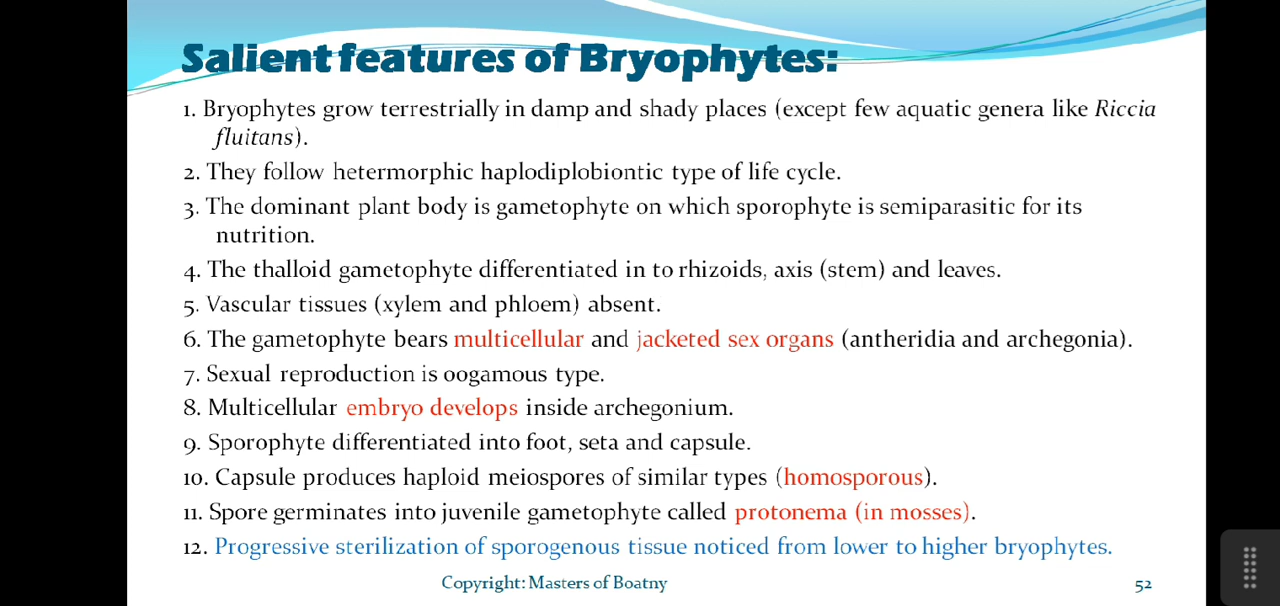 Salient features of Bryophytes:
1. Bryophytes grow terrestrially in damp and shady places (except few aquatic genera like Riccia
fluitans).
2. They follow hetermorphic haplodiplobiontic type of life cycle.
3. The dominant plant body is gametophyte on which sporophyte is semiparasitic for its
nutrition.
4. The thalloid gametophyte differentiated in to rhizoids, axis (stem) and leaves.
5. Vascular tissues (xylem and phloem) absent.
6. The gametophyte bears multicellular and jacketed sex organs (antheridia and archegonia).
7. Sexual reproduction is oogamous type.
8. Multicellular embryo develops inside archegonium.
9. Sporophyte differentiated into foot, seta and capsule.
10. Capsule produces haploid meiospores of similar types (homosporous).
11. Spore germinates into juvenile gametophyte called protonema (in mosses).
12. Progressive sterilization of sporogenous tissue noticed from lower to higher bryophytes.
Copyright: Masters of Boatny
52